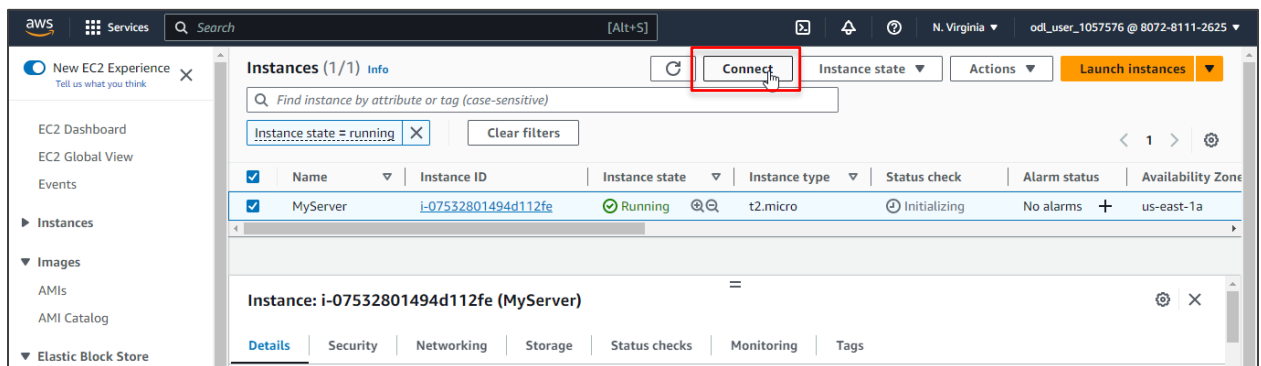 aws Services Search [Alt+S] N. Virginia ▼ odl_user_1057576 @ 8072-8111-2625 ▼
New EC2 Experience
Tell us what you think
EC2 Dashboard
EC2 Global View
Events
Instances
Images
AMIs
AMI Catalog
Elastic Block Store
Instances (1/1) Info Connect Instance state ▼ Actions ▼ Launch instances ▼
Find instance by attribute or tag (case-sensitive)
Instance state = running Clear filters
1
Name Instance ID Instance state Instance type Status check Alarm status Availability Zone
MyServer i-07532801494d112fe Running t2.micro Initializing No alarms + us-east-1a
Instance: i-07532801494d112fe (MyServer)
Details Security Networking Storage Status checks Monitoring Tags